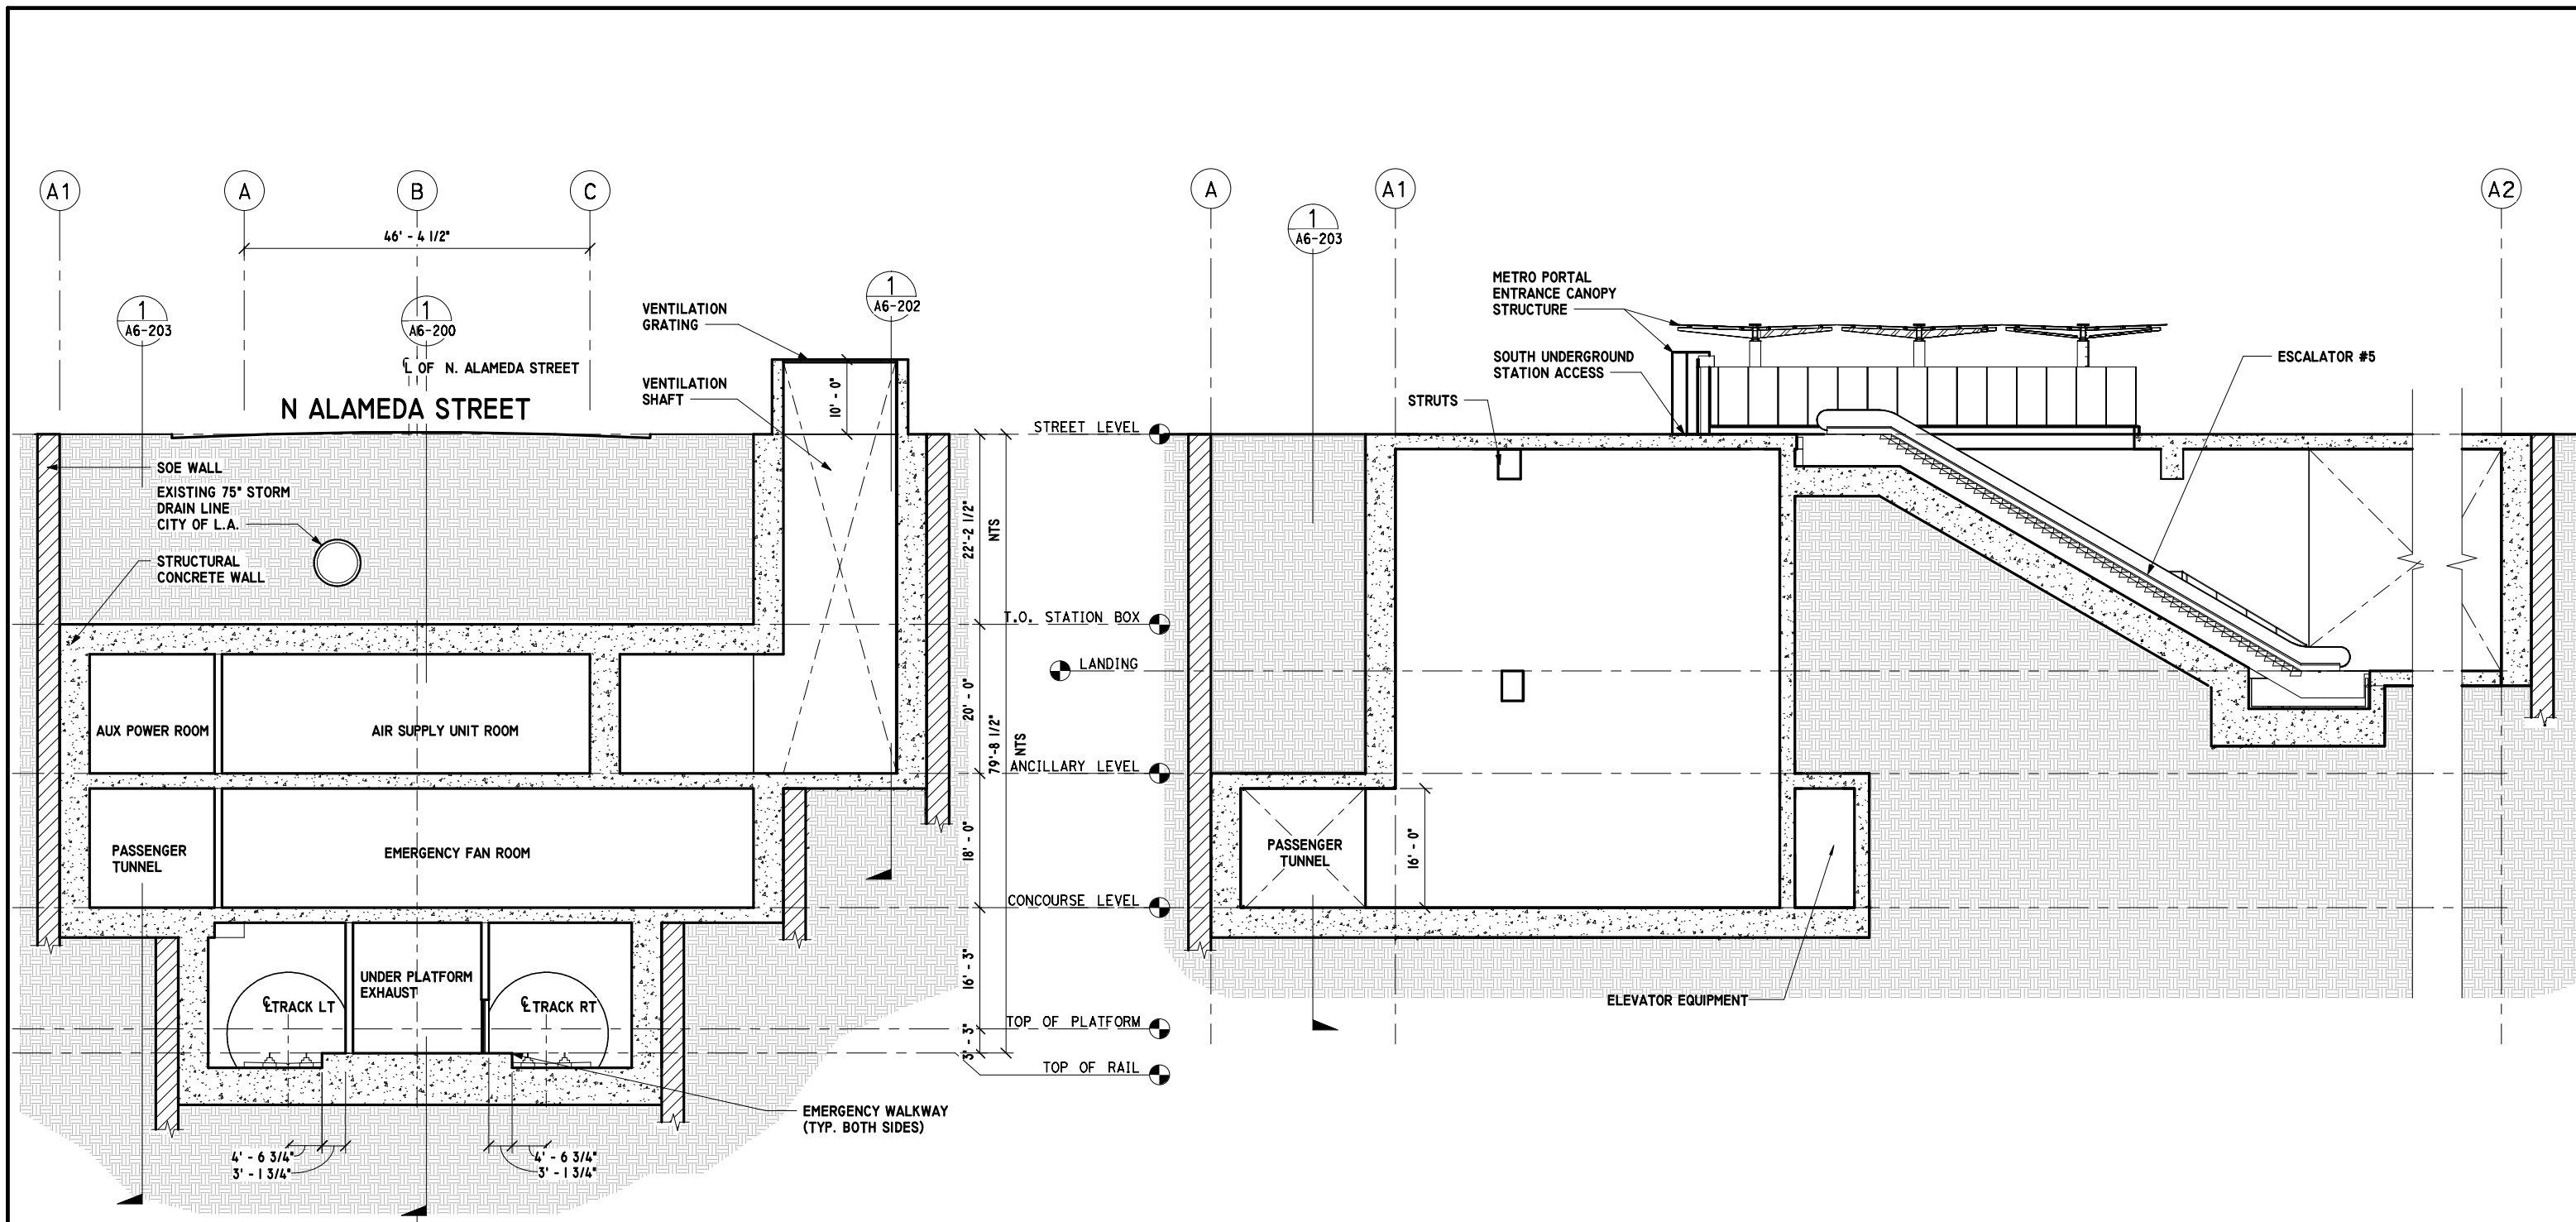 A1
A
B
C
46' - 4 1/2"
1
A6-203
1
A6-200
1
A6-202
℄ OF N. ALAMEDA STREET
N ALAMEDA STREET
VENTILATION
GRATING
VENTILATION
SHAFT
10' - 0"
SOE WALL
EXISTING 75" STORM
DRAIN LINE
CITY OF L.A.
STRUCTURAL
CONCRETE WALL
AUX POWER ROOM
AIR SUPPLY UNIT ROOM
PASSENGER
TUNNEL
EMERGENCY FAN ROOM
UNDER PLATFORM
EXHAUST
℄ TRACK LT
℄ TRACK RT
EMERGENCY WALKWAY
(TYP. BOTH SIDES)
4' - 6 3/4"
3' - 1 3/4"
4' - 6 3/4"
3' - 1 3/4"
22'-2 1/2"
NTS
20' - 0"
79'-8 1/2"
NTS
18' - 0"
16' - 3"
3' - 3"
STREET LEVEL
T.O. STATION BOX
LANDING
ANCILLARY LEVEL
CONCOURSE LEVEL
TOP OF PLATFORM
TOP OF RAIL
A
A1
A2
1
A6-203
METRO PORTAL
ENTRANCE CANOPY
STRUCTURE
SOUTH UNDERGROUND
STATION ACCESS
STRUTS
ESCALATOR #5
PASSENGER
TUNNEL
16' - 0"
ELEVATOR EQUIPMENT